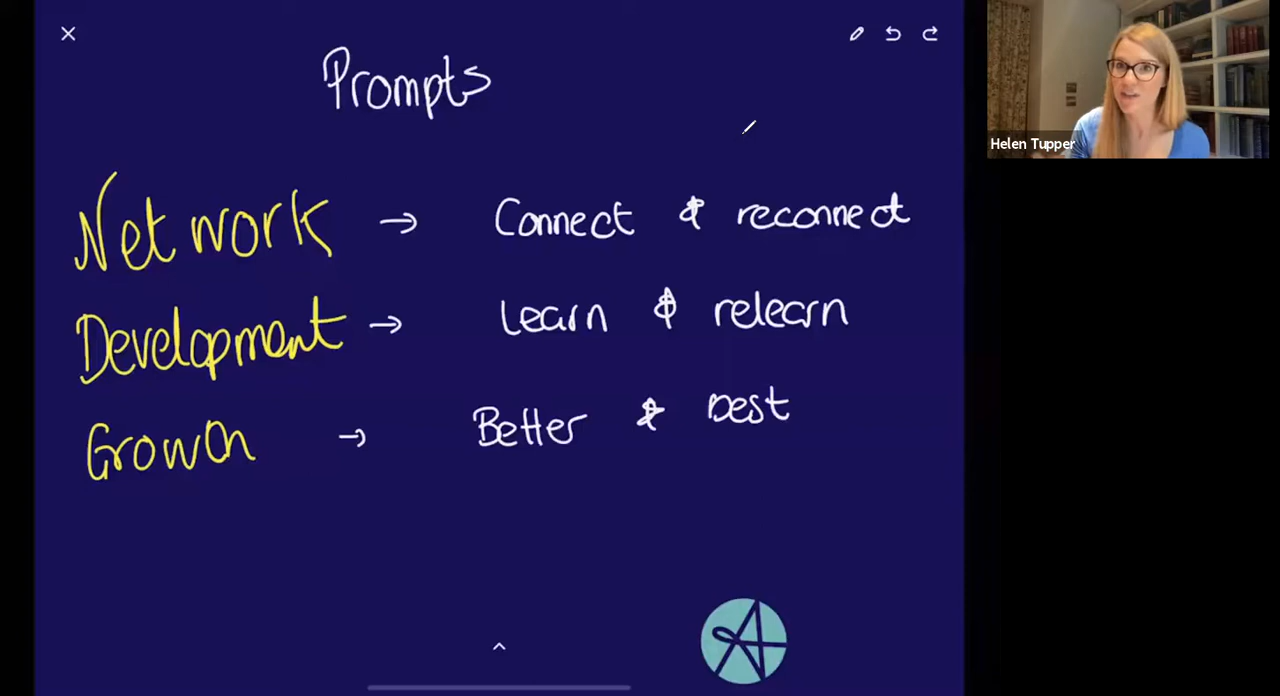 Prompts
Helen Tupper
Network → Connect & reconnect
Development → Learn & relearn
Growth → Better & best